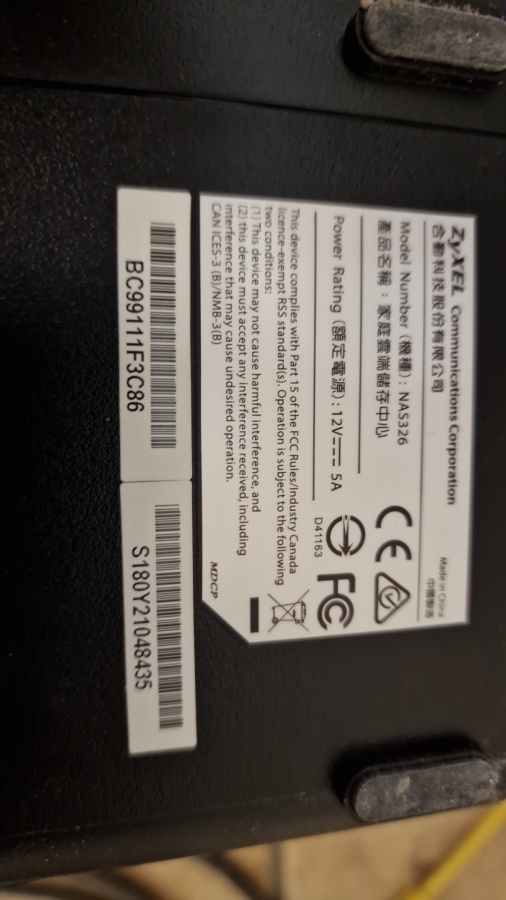 ZyXEL Communications Corporation
合勤科技股份有限公司
Made in China
中國製造
Model Number (機種) : NAS326
產品名稱 : 家庭雲端儲存中心
Power Rating (額定電源) : 12V 5A
D41163
This device complies with Part 15 of the FCC Rules/Industry Canada
licence-exempt RSS standard(s). Operation is subject to the following
two conditions:
(1) This device may not cause harmful interference, and
(2) this device must accept any interference received, including
interference that may cause undesired operation.
CAN ICES-3 (B)/NMB-3(B)
MDCP
BC99111F3C86
S180Y21048435